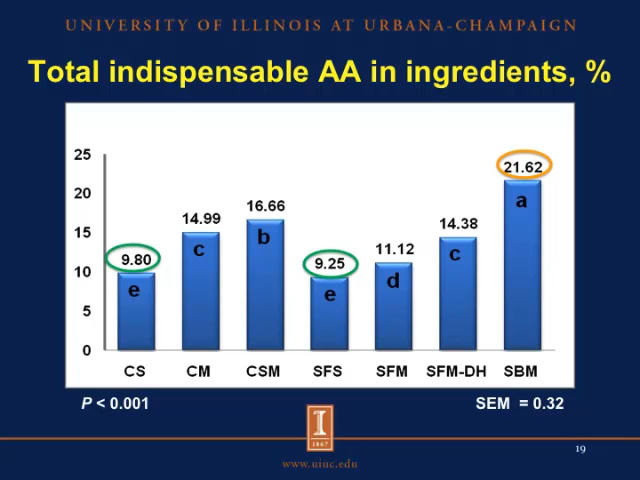 UNIVERSITY OF ILLINOIS AT URBANA-CHAMPAIGN
Total indispensable AA in ingredients, %
25
20
15
10
5
0
9.80
14.99
16.66
9.25
11.12
14.38
21.62
e
c
b
e
d
c
a
CS CM CSM SFS SFM SFM-DH SBM
P < 0.001
SEM = 0.32
I
1867
19
www.uiuc.edu